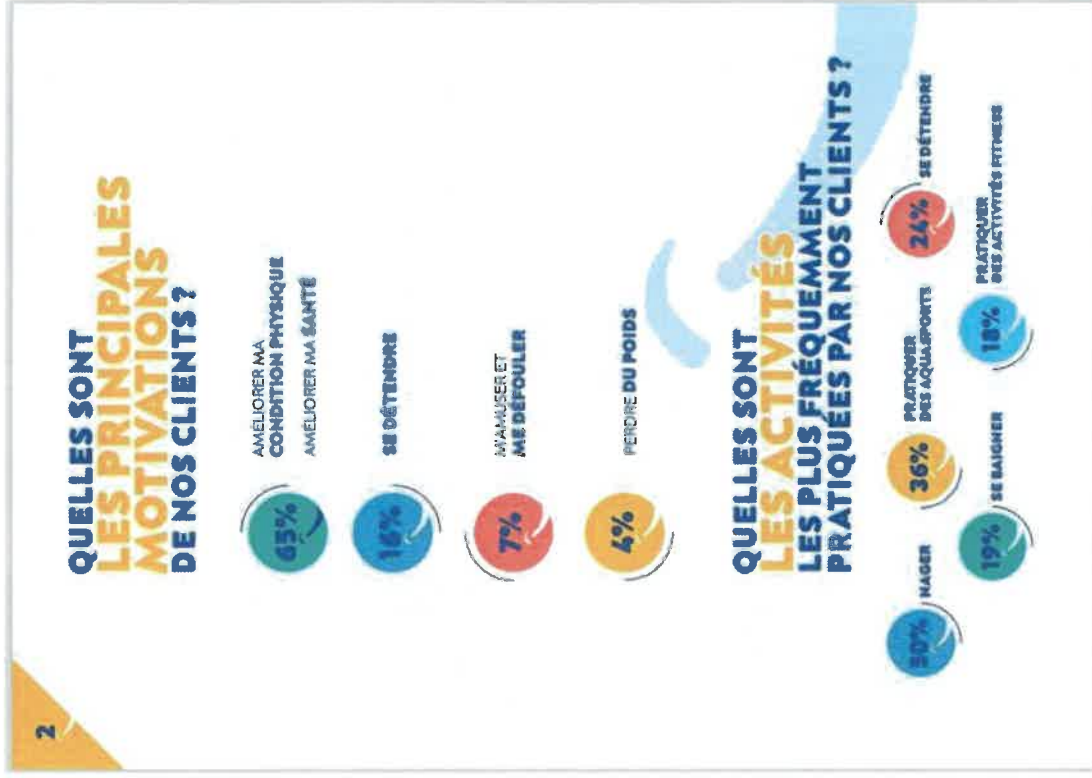 2
QUELLES SONT
LES PRINCIPALES
MOTIVATIONS
DE NOS CLIENTS ?
65%
AMÉLIORER MA
CONDITION PHYSIQUE
AMÉLIORER MA SANTÉ
16%
SE DÉTENDRE
7%
M'AMUSER ET
ME DÉFOULER
4%
PERDRE DU POIDS
QUELLES SONT
LES ACTIVITÉS
LES PLUS FRÉQUEMMENT
PRATIQUÉES PAR NOS CLIENTS ?
50%
NAGER
36%
PRATIQUER
DES AQUASPORTS
24%
SE DÉTENDRE
19%
SE BAIGNER
18%
PRATIQUER
DES ACTIVITÉS FITNESS